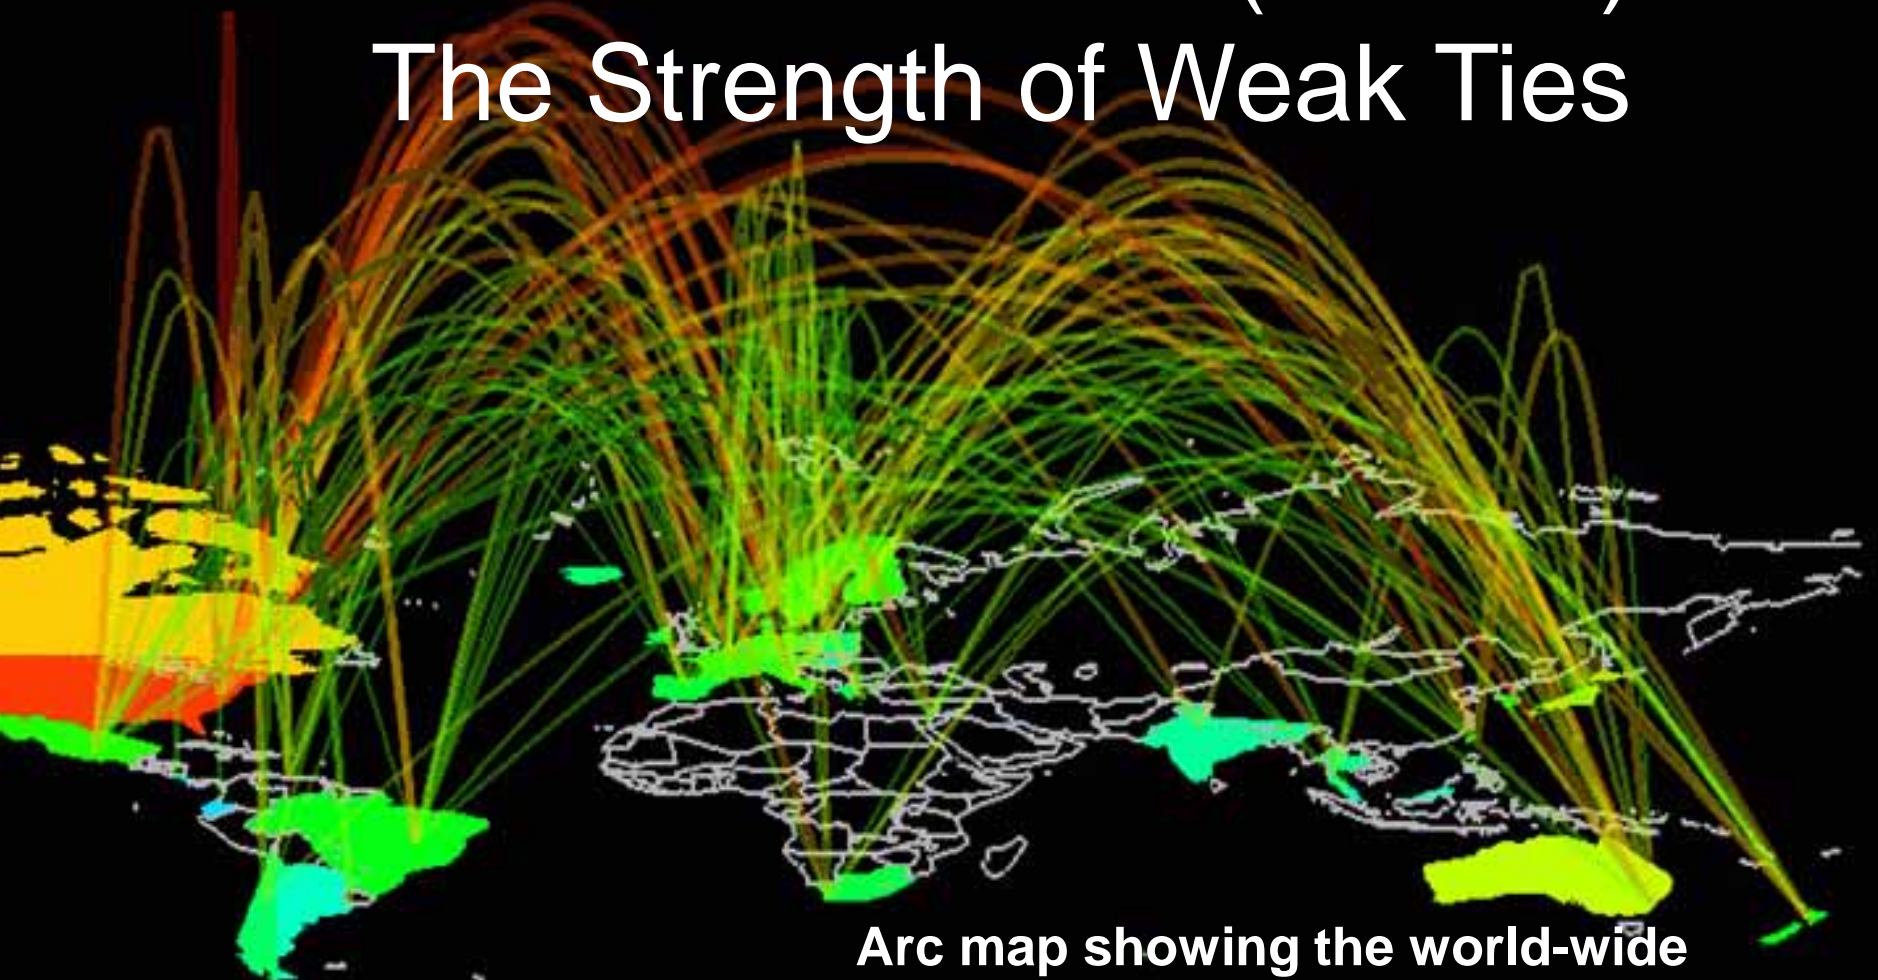 The Strength of Weak Ties
Arc map showing the world-wide